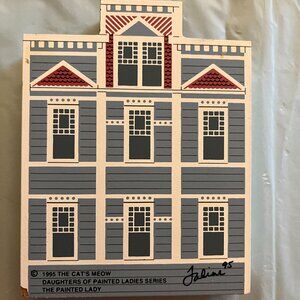 © 1995 THE CAT'S MEOW
DAUGHTERS OF PAINTED LADIES SERIES
THE PAINTED LADY
Faline 95